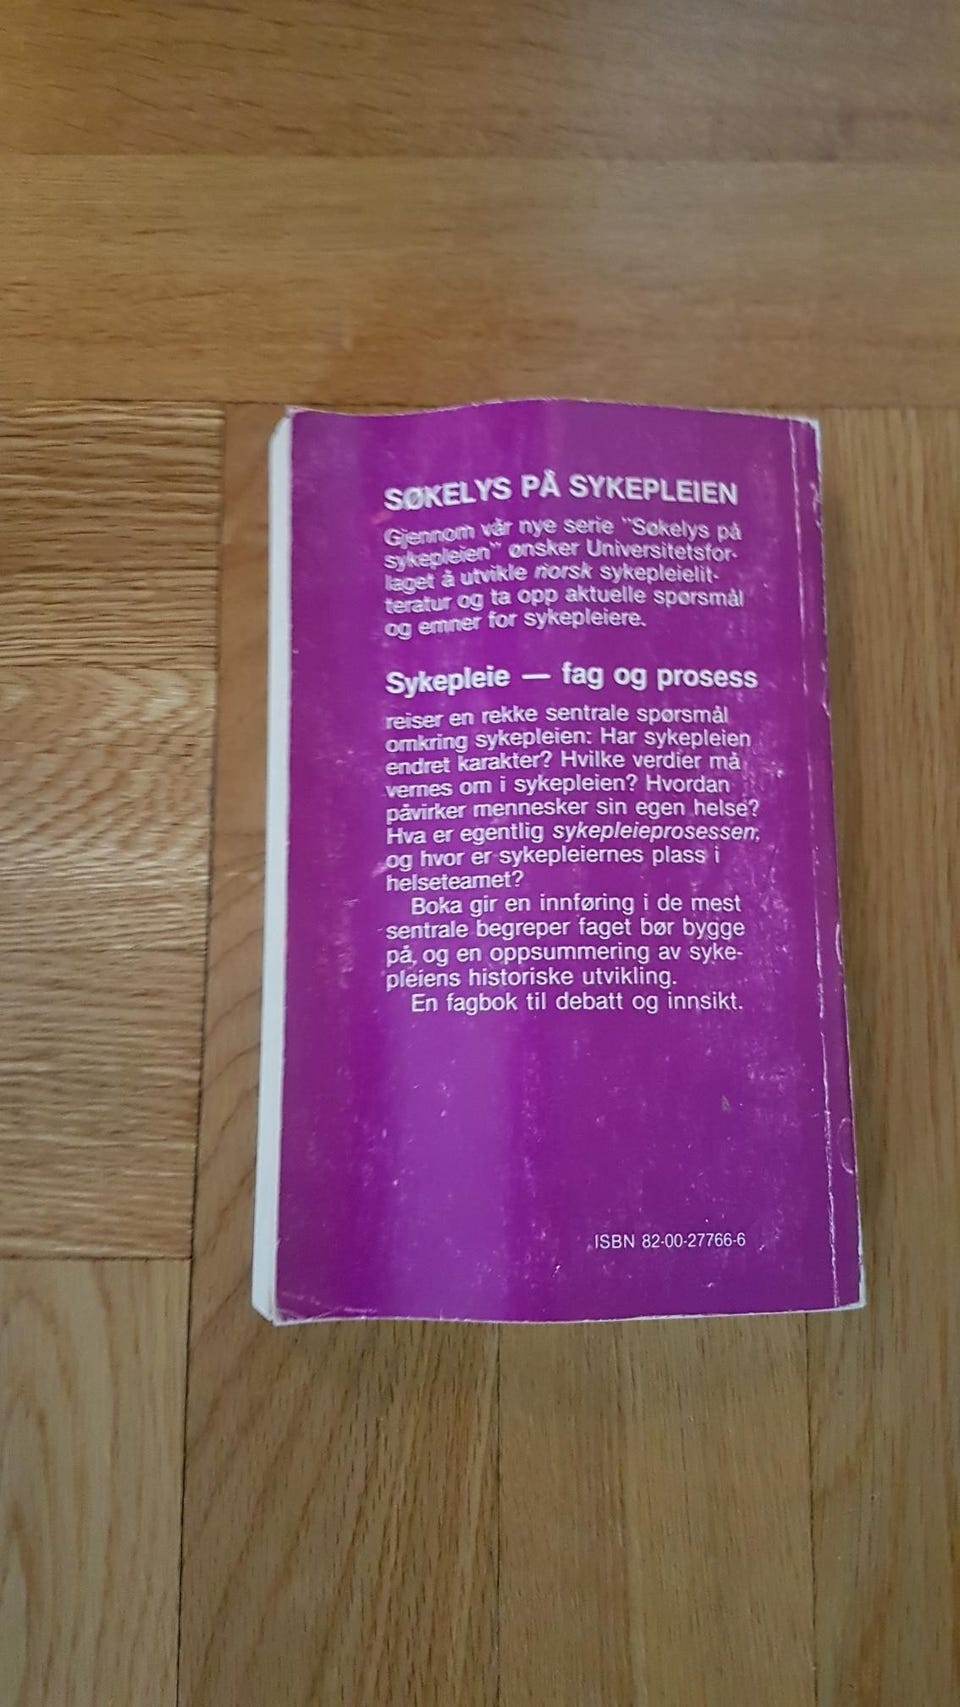 SØKELYS PÅ SYKEPLEIEN
Gjennom vår nye serie "Søkelys på
sykepleien" ønsker Universitetsfor-
laget å utvikle norsk sykepleielit-
teratur og ta opp aktuelle spørsmål
og emner for sykepleiere.
Sykepleie — fag og prosess
reiser en rekke sentrale spørsmål
omkring sykepleien: Har sykepleien
endret karakter? Hvilke verdier må
vernes om i sykepleien? Hvordan
påvirker mennesker sin egen helse?
Hva er egentlig sykepleieprosessen,
og hvor er sykepleiernes plass i
helseteamet?
Boka gir en innføring i de mest
sentrale begreper faget bør bygge
på, og en oppsummering av syke-
pleiens historiske utvikling.
En fagbok til debatt og innsikt.
ISBN 82-00-27766-6